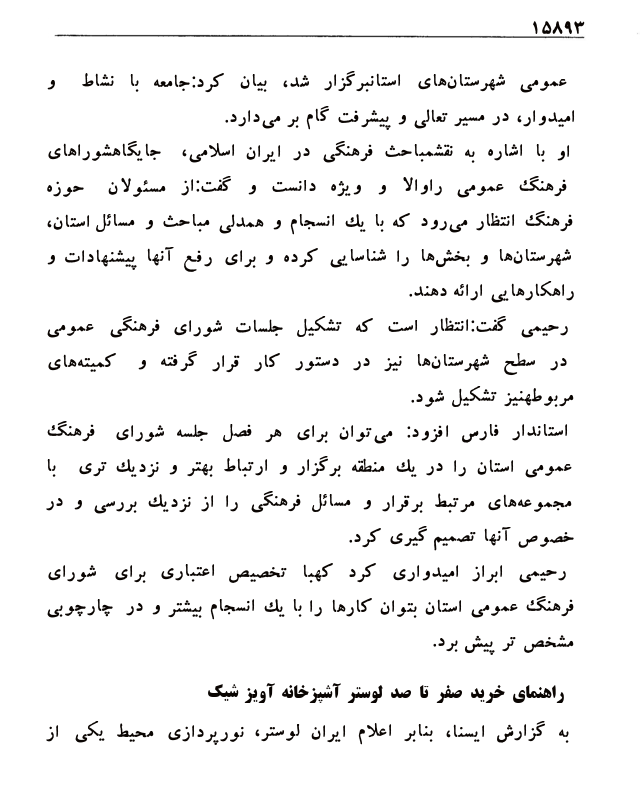 ۱۵۸۹۳
عمومی شهرستان‌های استانبرگزار شد، بیان کرد:جامعه با نشاط و
امیدوار، در مسیر تعالی و پیشرفت گام بر می‌دارد.
او با اشاره به نقشمباحث فرهنگی در ایران اسلامی، جایگاهشوراهای
فرهنگ عمومی راوالا و ویژه دانست و گفت:از مسئولان حوزه
فرهنگ انتظار می‌رود که با یك انسجام و همدلی مباحث و مسائل استان،
شهرستان‌ها و بخش‌ها را شناسایی کرده و برای رفع آنها پیشنهادات و
راهکارهایی ارائه دهند.
رحیمی گفت:انتظار است که تشکیل جلسات شورای فرهنگی عمومی
در سطح شهرستان‌ها نیز در دستور کار قرار گرفته و کمیته‌های
مربوطهنیز تشکیل شود.
استاندار فارس افزود: می‌توان برای هر فصل جلسه شورای فرهنگ
عمومی استان را در یك منطقه برگزار و ارتباط بهتر و نزدیك تری با
مجموعه‌های مرتبط برقرار و مسائل فرهنگی را از نزدیك بررسی و در
خصوص آنها تصمیم گیری کرد.
رحیمی ابراز امیدواری کرد کهبا تخصیص اعتباری برای شورای
فرهنگ عمومی استان بتوان کارها را با یك انسجام بیشتر و در چارچوبی
مشخص تر پیش برد.
راهنمای خرید صفر تا صد لوستر آشپزخانه آویز شیک
به گزارش ایسنا، بنابر اعلام ایران لوستر، نورپردازی محیط یکی از